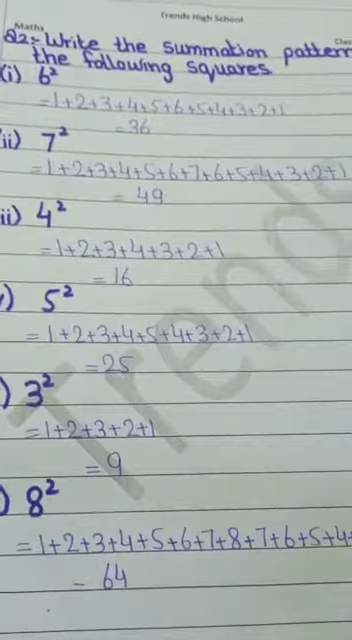 Trends High School
Maths
Q2:- Write the summation pattern
the following squares
(i) 6²
=1+2+3+4+5+6+5+4+3+2+1
=36
ii) 7²
=1+2+3+4+5+6+7+6+5+4+3+2+1
= 49
ii) 4²
=1+2+3+4+3+2+1
=16
) 5²
=1+2+3+4+5+4+3+2+1
=25
) 3²
=1+2+3+2+1
=9
) 8²
=1+2+3+4+5+6+7+8+7+6+5+4+
= 64
Trends